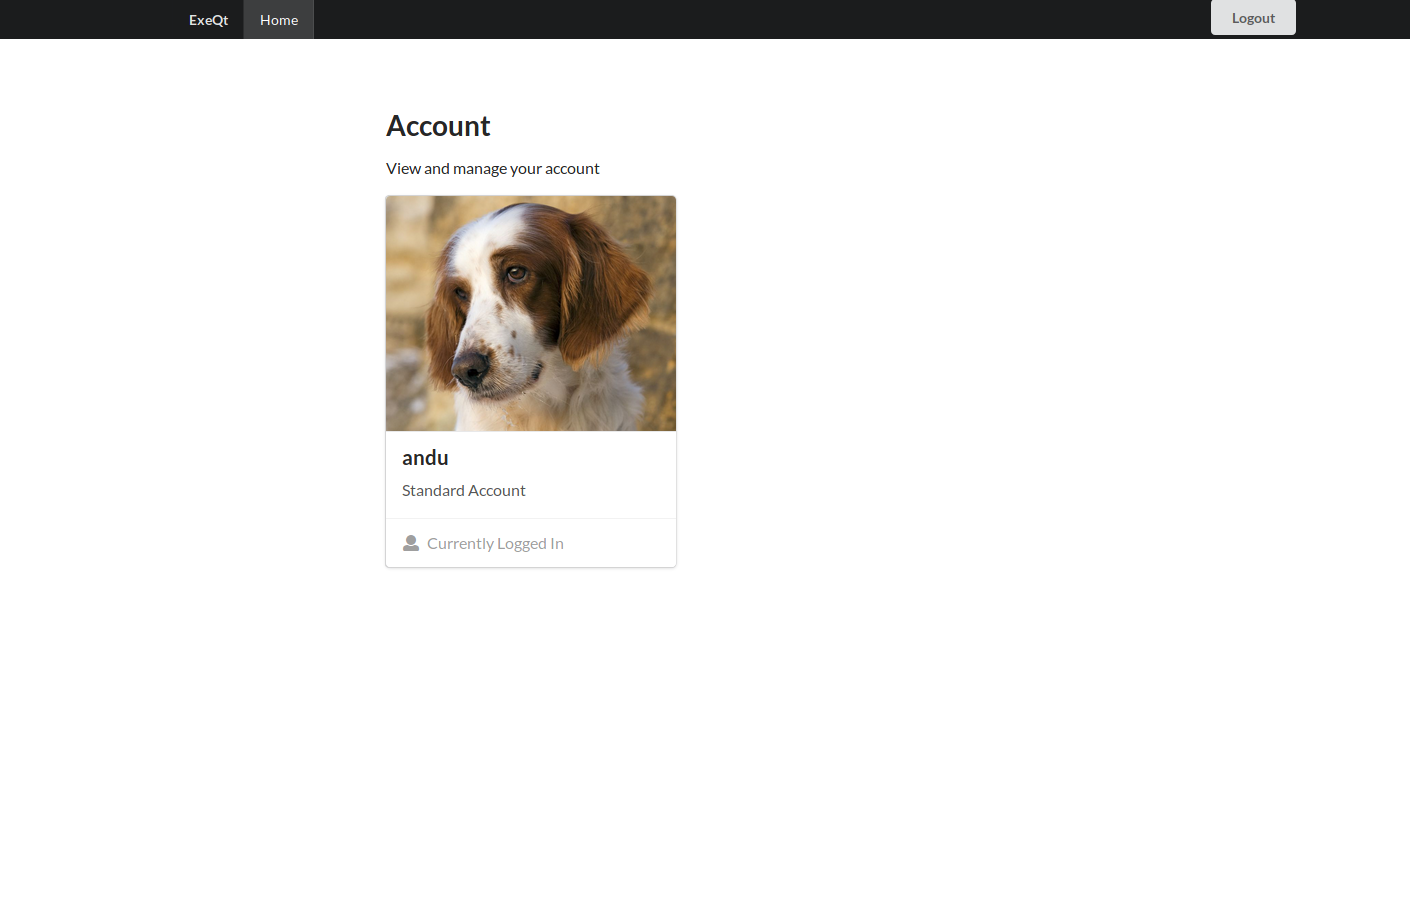 ExeQt Home Logout
Account
View and manage your account
andu
Standard Account
Currently Logged In